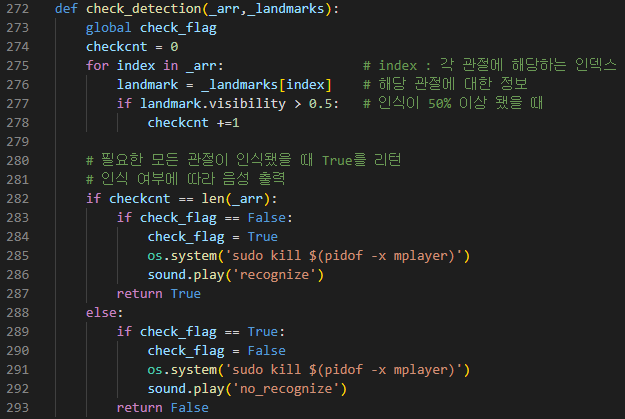 272 def check_detection(_arr,_landmarks):
273     global check_flag
274     checkcnt = 0
275     for index in _arr:                  # index : 각 관절에 해당하는 인덱스
276         landmark = _landmarks[index]    # 해당 관절에 대한 정보
277         if landmark.visibility > 0.5:   # 인식이 50% 이상 됐을 때
278             checkcnt +=1
279
280     # 필요한 모든 관절이 인식됐을 때 True를 리턴
281     # 인식 여부에 따라 음성 출력
282     if checkcnt == len(_arr):
283         if check_flag == False:
284             check_flag = True
285             os.system('sudo kill $(pidof -x mplayer)')
286             sound.play('recognize')
287         return True
288     else:
289         if check_flag == True:
290             check_flag = False
291             os.system('sudo kill $(pidof -x mplayer)')
292             sound.play('no_recognize')
293         return False